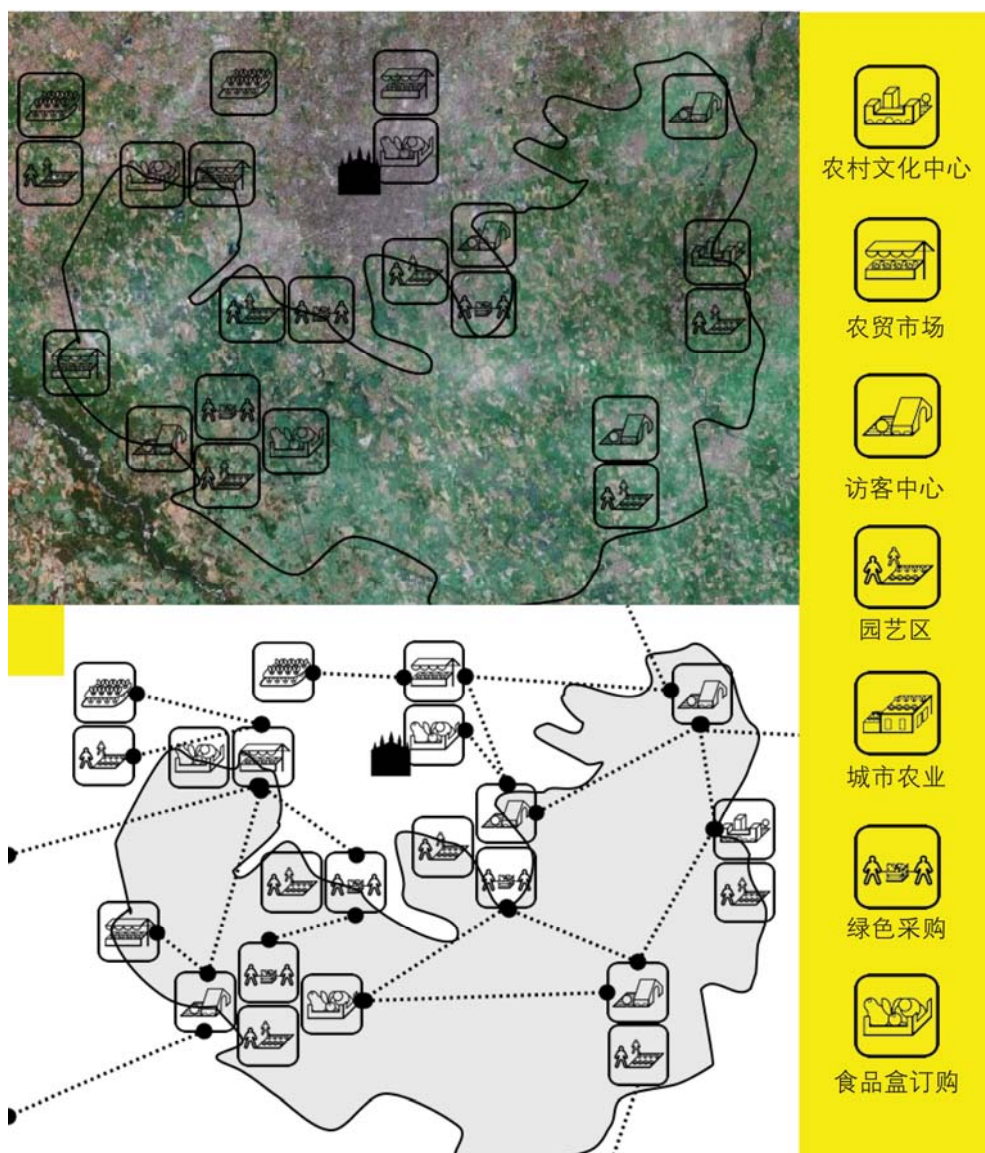 农村文化中心
农贸市场
访客中心
园艺区
城市农业
绿色采购
食品盒订购